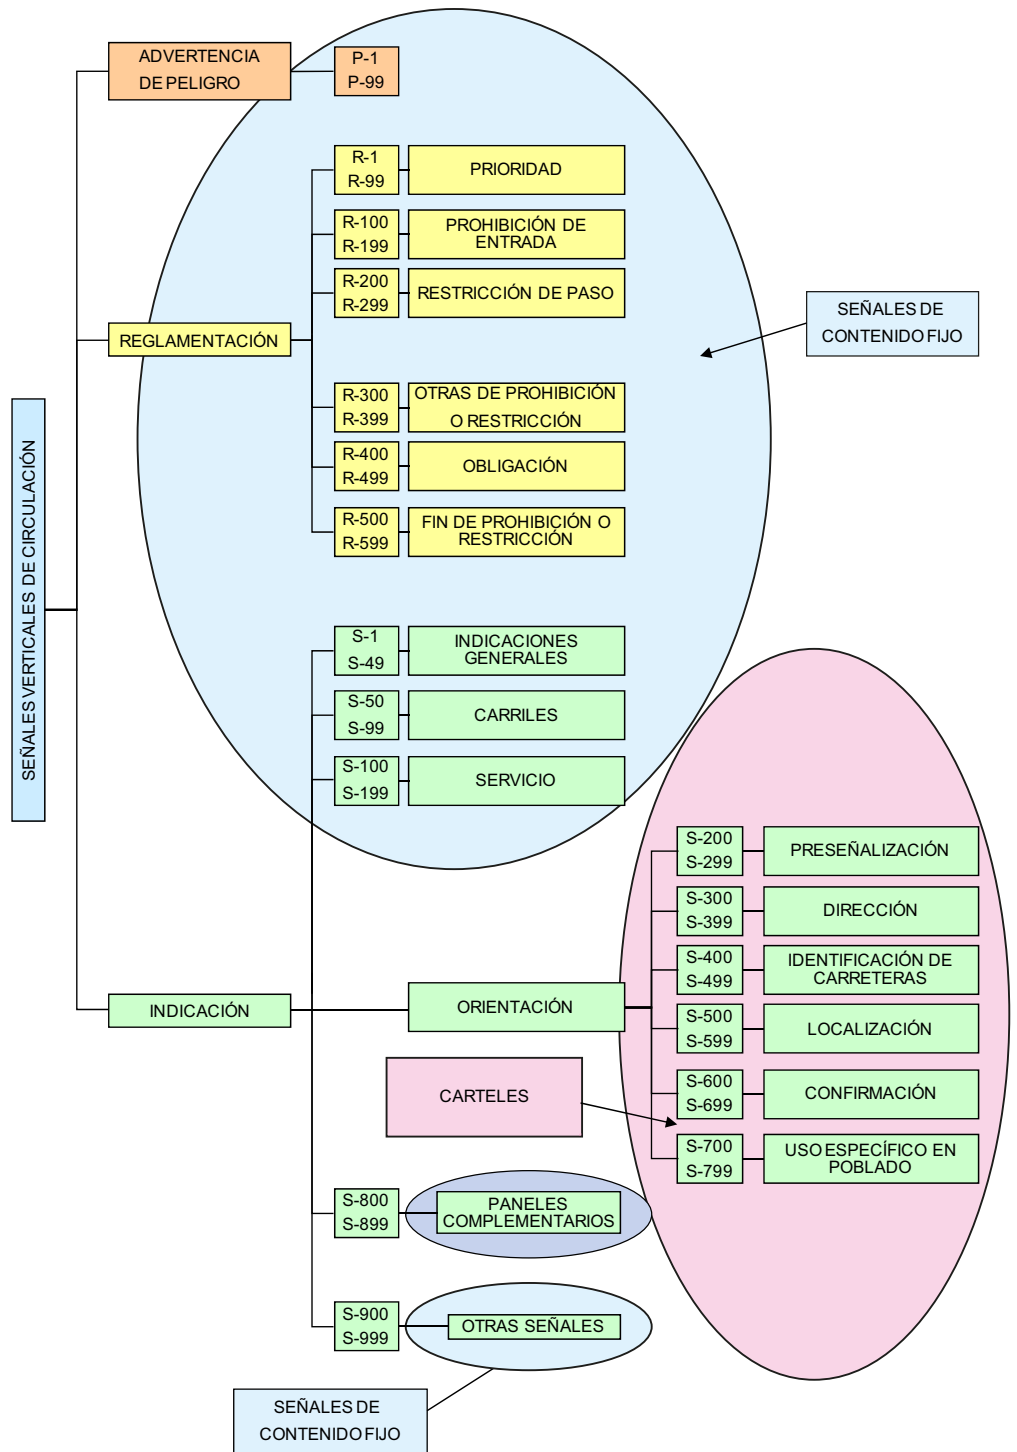 SEÑALES VERTICALES DE CIRCULACIÓN
ADVERTENCIA
DE PELIGRO
P-1
P-99
REGLAMENTACIÓN
R-1
R-99
PRIORIDAD
R-100
R-199
PROHIBICIÓN DE
ENTRADA
R-200
R-299
RESTRICCIÓN DE PASO
R-300
R-399
OTRAS DE PROHIBICIÓN
O RESTRICCIÓN
R-400
R-499
OBLIGACIÓN
R-500
R-599
FIN DE PROHIBICIÓN O
RESTRICCIÓN
SEÑALES DE
CONTENIDO FIJO
INDICACIÓN
S-1
S-49
INDICACIONES
GENERALES
S-50
S-99
CARRILES
S-100
S-199
SERVICIO
ORIENTACIÓN
S-200
S-299
PRESEÑALIZACIÓN
S-300
S-399
DIRECCIÓN
S-400
S-499
IDENTIFICACIÓN DE
CARRETERAS
S-500
S-599
LOCALIZACIÓN
S-600
S-699
CONFIRMACIÓN
S-700
S-799
USO ESPECÍFICO EN
POBLADO
CARTELES
S-800
S-899
PANELES
COMPLEMENTARIOS
S-900
S-999
OTRAS SEÑALES
SEÑALES DE
CONTENIDO FIJO